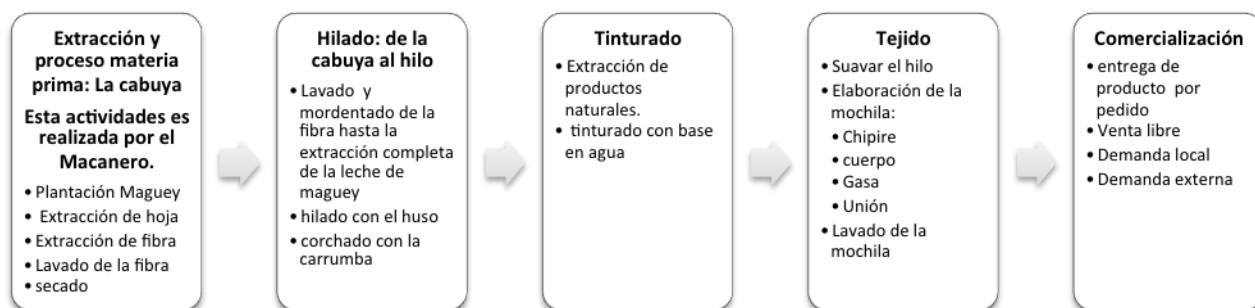 Extracción y
proceso materia
prima: La cabuya
Esta actividades es
realizada por el
Macanero.
• Plantación Maguey
• Extracción de hoja
• Extracción de fibra
• Lavado de la fibra
• secado
Hilado: de la
cabuya al hilo
• Lavado y
mordentado de la
fibra hasta la
extracción completa
de la leche de
maguey
• hilado con el huso
• corchado con la
carrumba
Tinturado
• Extracción de
productos
naturales.
• tinturado con base
en agua
Tejido
• Suavar el hilo
• Elaboración de la
mochila:
• Chipire
• cuerpo
• Gasa
• Unión
• Lavado de la
mochila
Comercialización
• entrega de
producto por
pedido
• Venta libre
• Demanda local
• Demanda externa